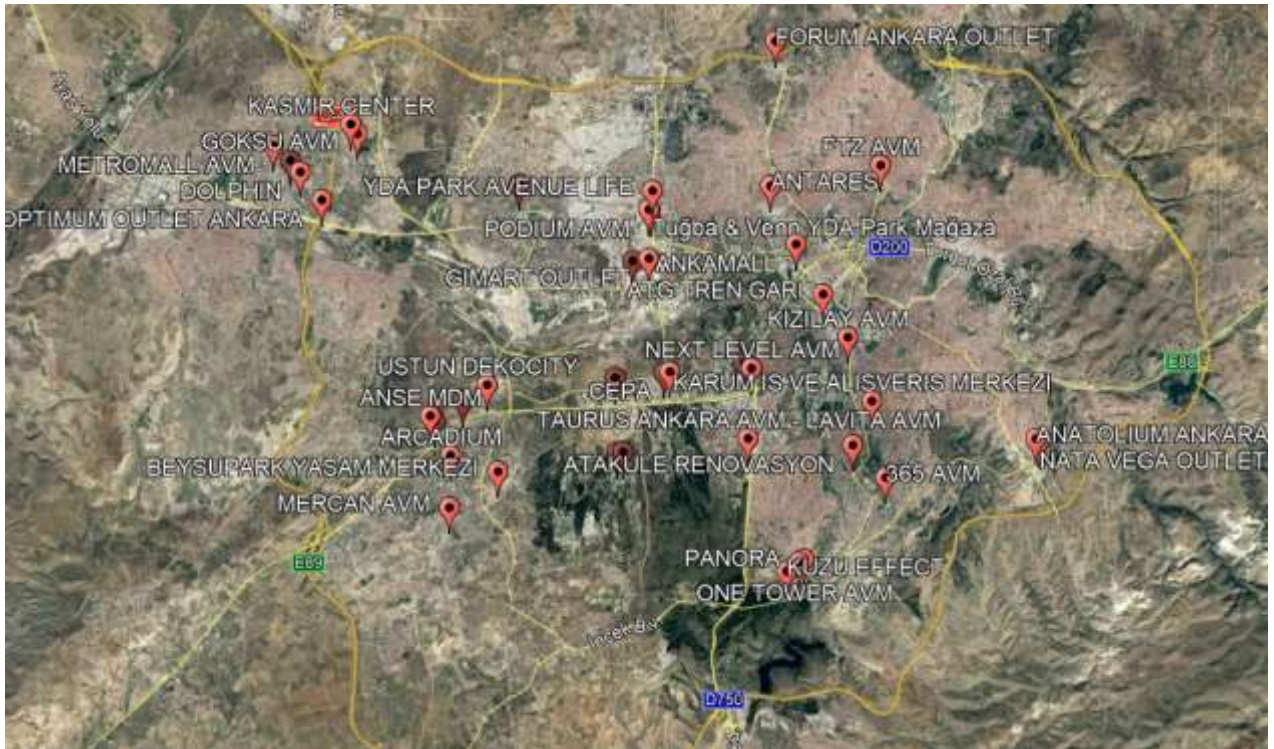 FORUM ANKARA OUTLET
KASMIR CENTER
GOKSU AVM
METROMALL AVM
DOLPHIN
OPTIMUM OUTLET ANKARA
FTZ AVM
ANTARES
YDA PARK AVENUE LIFE
PODIUM AVM
Tuğba & Venn YDA Park Mağaza
D200
GIMART OUTLET
ANKAMALL
ATG TREN GARI
KIZILAY AVM
NEXT LEVEL AVM
E88
USTUN DEKOCITY
CEPA
KARUM IS VE ALISVERIS MERKEZI
ANSE MDM
TAURUS ANKARA AVM - LAVITA AVM
ARCADIUM
ANATOLIUM ANKARA
BEYSUPARK YASAM MERKEZI
ATAKULE RENOVASYON
NATA VEGA OUTLET
365 AVM
MERCAN AVM
E89
PANORA
KUZU EFFECT
ONE TOWER AVM
İncek Blv.
D750